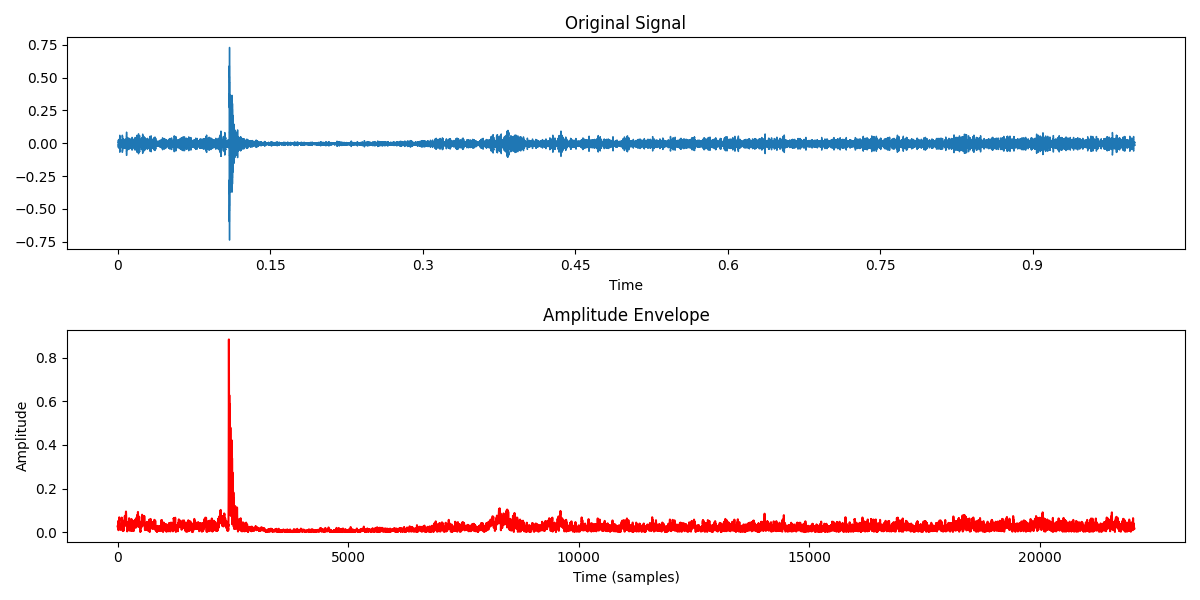 Original Signal
0.75
0.50
0.25
0.00
−0.25
−0.50
−0.75
0 0.15 0.3 0.45 0.6 0.75 0.9
Time
Amplitude Envelope
Amplitude
0.8
0.6
0.4
0.2
0.0
0 5000 10000 15000 20000
Time (samples)